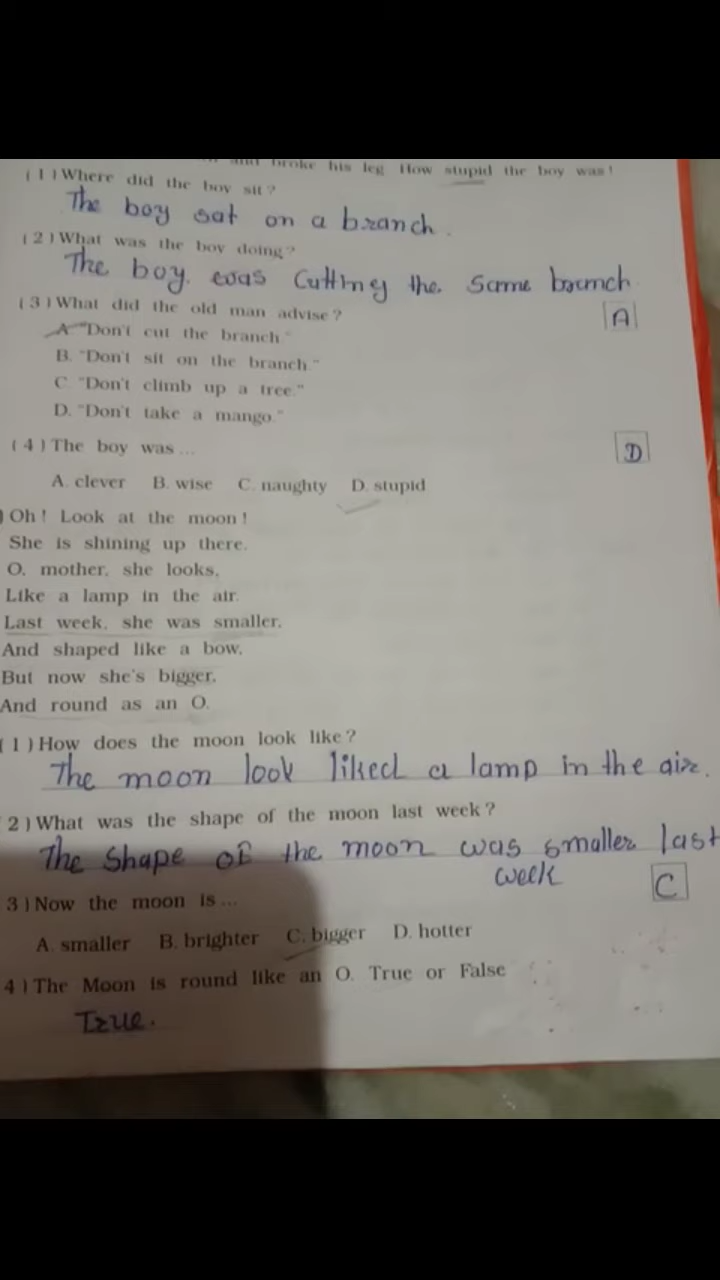 and broke his leg. How stupid the boy was!
(1) Where did the boy sit?
The boy sat on a branch.
(2) What was the boy doing?
The boy. was Cutting the same branch
(3) What did the old man advise?
A. "Don't cut the branch."
A
B. "Don't sit on the branch."
C. "Don't climb up a tree."
D. "Don't take a mango."
(4) The boy was ...
D
A. clever B. wise C. naughty D. stupid
) Oh! Look at the moon!
She is shining up there.
O, mother, she looks,
Like a lamp in the air.
Last week, she was smaller,
And shaped like a bow,
But now she's bigger,
And round as an O.
(1) How does the moon look like?
The moon look liked a lamp in the air.
2) What was the shape of the moon last week?
The shape of the moon was smaller last
week
C
3) Now the moon is ...
A. smaller B. brighter C. bigger D. hotter
4) The Moon is round like an O. True or False
True.